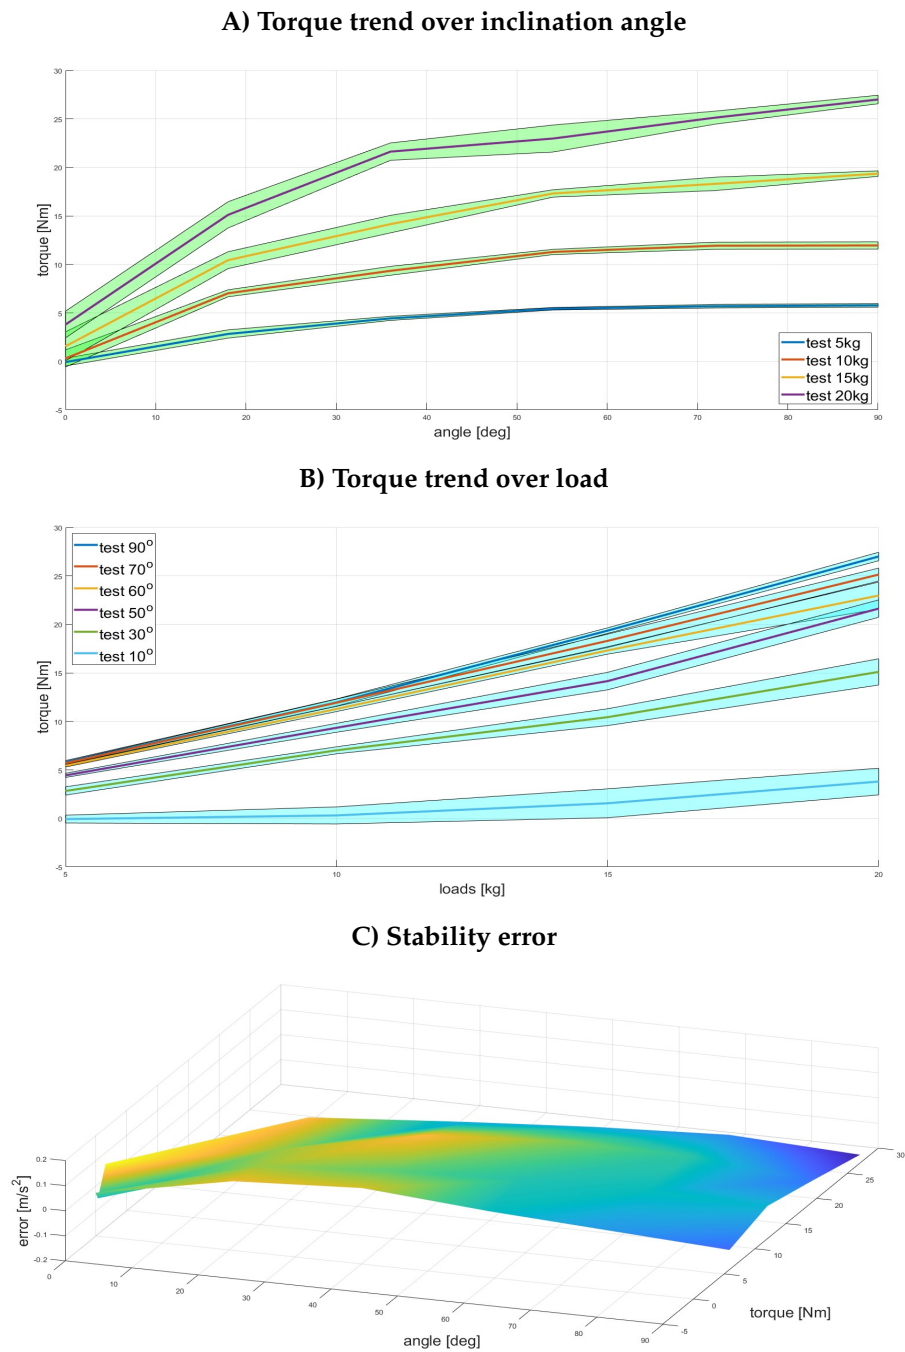 A) Torque trend over inclination angle
30
25
20
15
10
5
0
-5
torque [Nm]
0 10 20 30 40 50 60 70 80 90
angle [deg]
test 5kg
test 10kg
test 15kg
test 20kg
B) Torque trend over load
30
25
20
15
10
5
0
-5
torque [Nm]
5 10 15 20
loads [kg]
test 90°
test 70°
test 60°
test 50°
test 30°
test 10°
C) Stability error
0.2
0.1
0
-0.1
-0.2
error [m/s²]
0 10 20 30 40 50 60 70 80 90
angle [deg]
-5 0 5 10 15 20 25 30
torque [Nm]